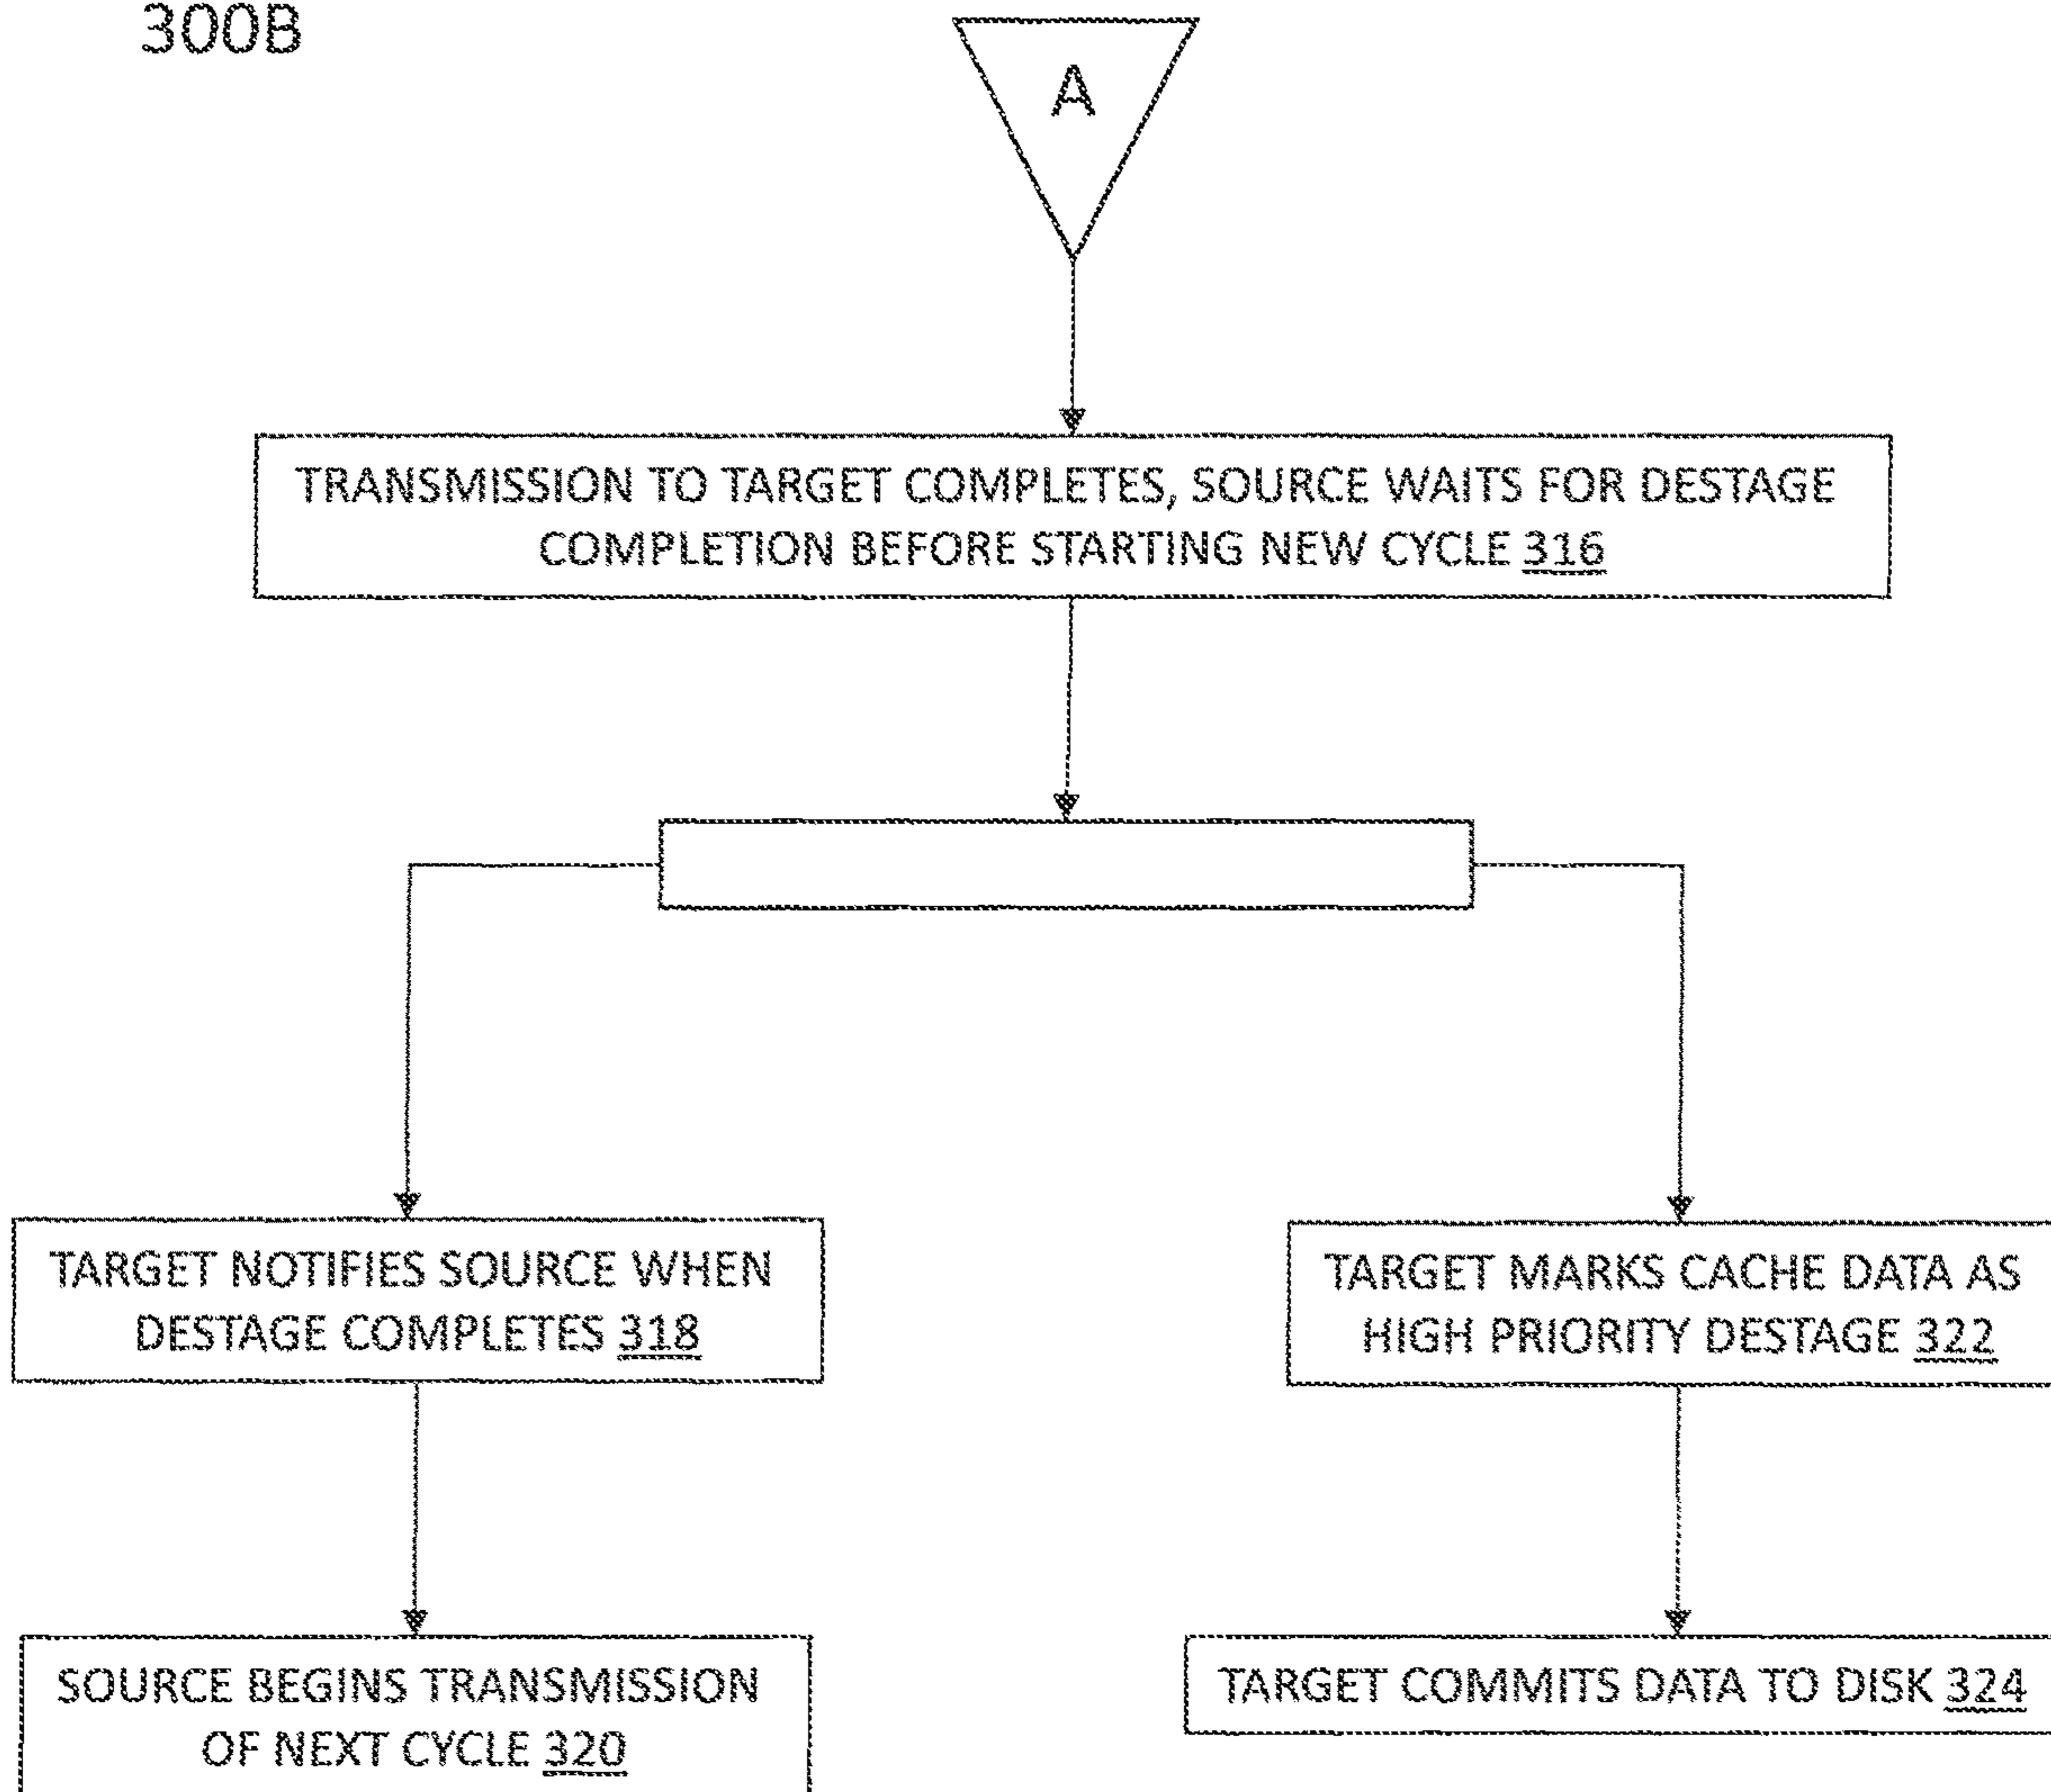 300B
A
TRANSMISSION TO TARGET COMPLETES, SOURCE WAITS FOR DESTAGE
COMPLETION BEFORE STARTING NEW CYCLE 316
TARGET NOTIFIES SOURCE WHEN
DESTAGE COMPLETES 318
TARGET MARKS CACHE DATA AS
HIGH PRIORITY DESTAGE 322
SOURCE BEGINS TRANSMISSION
OF NEXT CYCLE 320
TARGET COMMITS DATA TO DISK 324